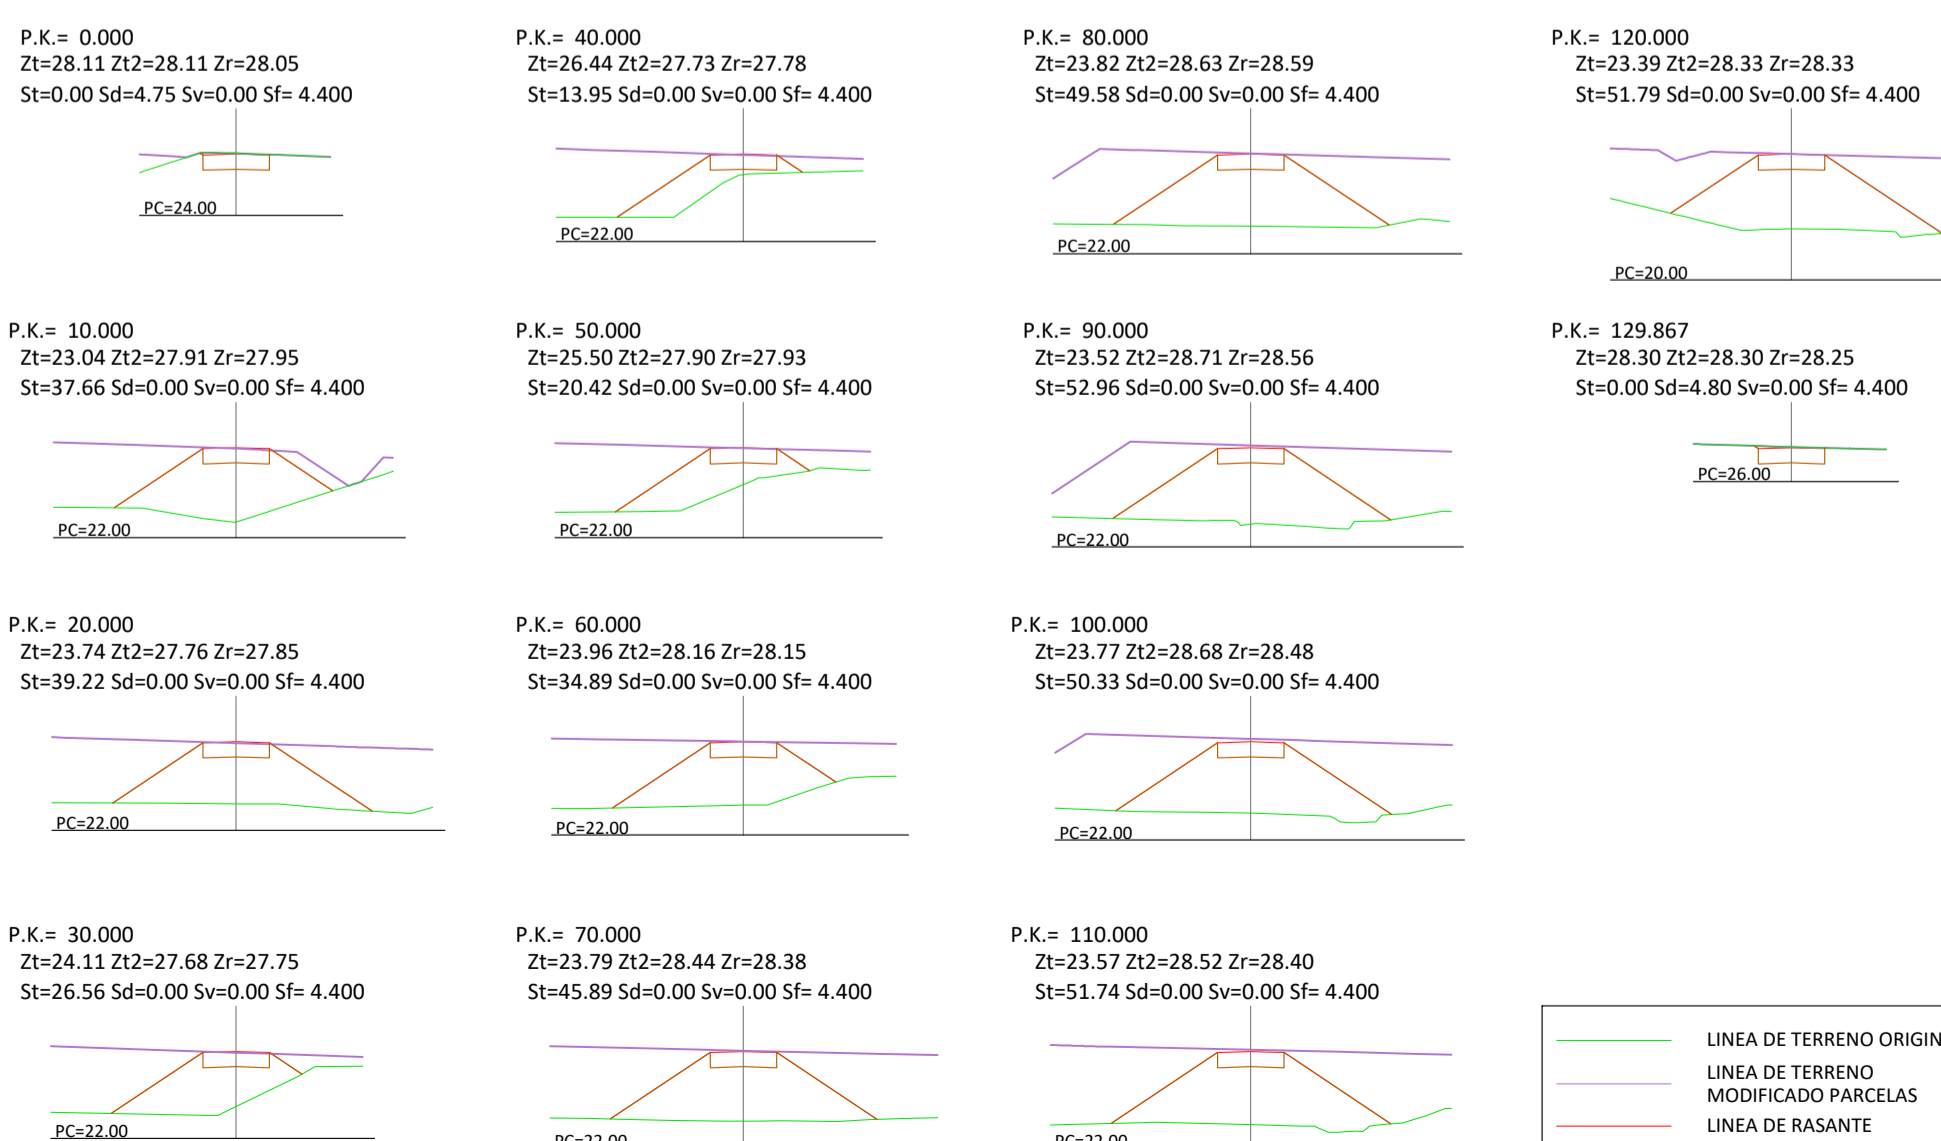 P.K.= 0.000
Zt=28.11 Zt2=28.11 Zr=28.05
St=0.00 Sd=4.75 Sv=0.00 Sf= 4.400
PC=24.00
P.K.= 10.000
Zt=23.04 Zt2=27.91 Zr=27.95
St=37.66 Sd=0.00 Sv=0.00 Sf= 4.400
PC=22.00
P.K.= 20.000
Zt=23.74 Zt2=27.76 Zr=27.85
St=39.22 Sd=0.00 Sv=0.00 Sf= 4.400
PC=22.00
P.K.= 30.000
Zt=24.11 Zt2=27.68 Zr=27.75
St=26.56 Sd=0.00 Sv=0.00 Sf= 4.400
PC=22.00
P.K.= 40.000
Zt=26.44 Zt2=27.73 Zr=27.78
St=13.95 Sd=0.00 Sv=0.00 Sf= 4.400
PC=22.00
P.K.= 50.000
Zt=25.50 Zt2=27.90 Zr=27.93
St=20.42 Sd=0.00 Sv=0.00 Sf= 4.400
PC=22.00
P.K.= 60.000
Zt=23.96 Zt2=28.16 Zr=28.15
St=34.89 Sd=0.00 Sv=0.00 Sf= 4.400
PC=22.00
P.K.= 70.000
Zt=23.79 Zt2=28.44 Zr=28.38
St=45.89 Sd=0.00 Sv=0.00 Sf= 4.400
PC=22.00
P.K.= 80.000
Zt=23.82 Zt2=28.63 Zr=28.59
St=49.58 Sd=0.00 Sv=0.00 Sf= 4.400
PC=22.00
P.K.= 90.000
Zt=23.52 Zt2=28.71 Zr=28.56
St=52.96 Sd=0.00 Sv=0.00 Sf= 4.400
PC=22.00
P.K.= 100.000
Zt=23.77 Zt2=28.68 Zr=28.48
St=50.33 Sd=0.00 Sv=0.00 Sf= 4.400
PC=22.00
P.K.= 110.000
Zt=23.57 Zt2=28.52 Zr=28.40
St=51.74 Sd=0.00 Sv=0.00 Sf= 4.400
PC=22.00
P.K.= 120.000
Zt=23.39 Zt2=28.33 Zr=28.33
St=51.79 Sd=0.00 Sv=0.00 Sf= 4.400
PC=20.00
P.K.= 129.867
Zt=28.30 Zt2=28.30 Zr=28.25
St=0.00 Sd=4.80 Sv=0.00 Sf= 4.400
PC=26.00
LINEA DE TERRENO ORIGIN
LINEA DE TERRENO
MODIFICADO PARCELAS
LINEA DE RASANTE